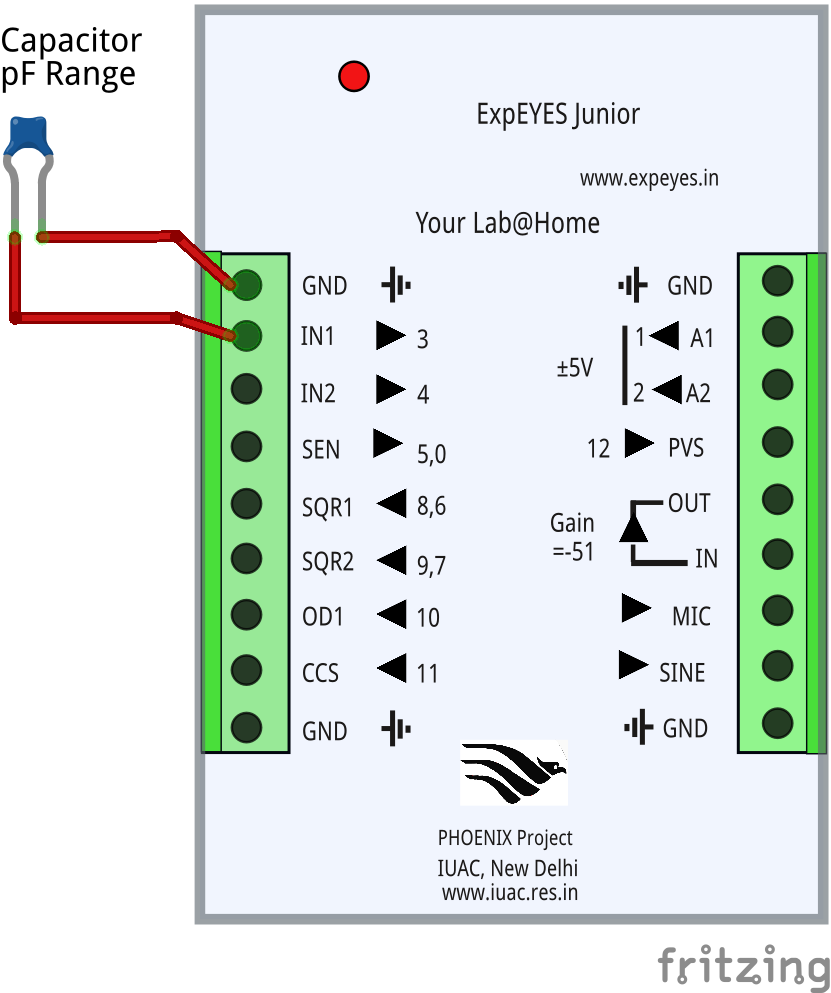 Capacitor
pF Range
ExpEYES Junior
www.expeyes.in
Your Lab@Home
GND
IN1 3
IN2 4
SEN 5,0
SQR1 8,6
SQR2 9,7
OD1 10
CCS 11
GND
GND
1 A1
±5V
2 A2
12 PVS
OUT
Gain
=-51
IN
MIC
SINE
GND
PHOENIX Project
IUAC, New Delhi
www.iuac.res.in
fritzing